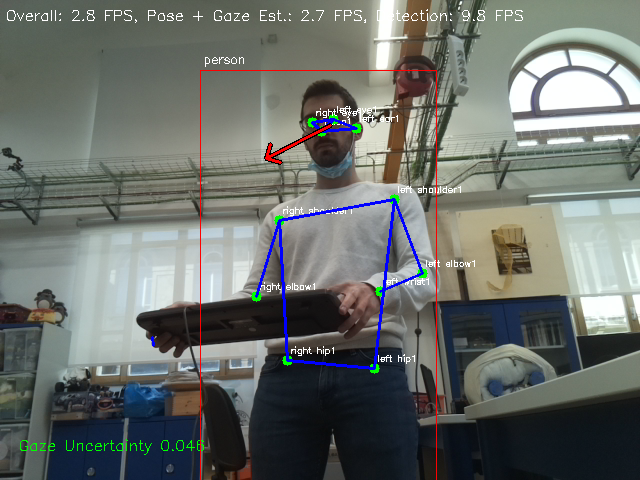 Overall: 2.8 FPS, Pose + Gaze Est.: 2.7 FPS, Detection: 9.8 FPS
person
left eye1
right eye1
left ear1
left shoulder1
right shoulder1
left elbow1
left wrist1
right elbow1
right hip1
left hip1
Gaze Uncertainty 0.046